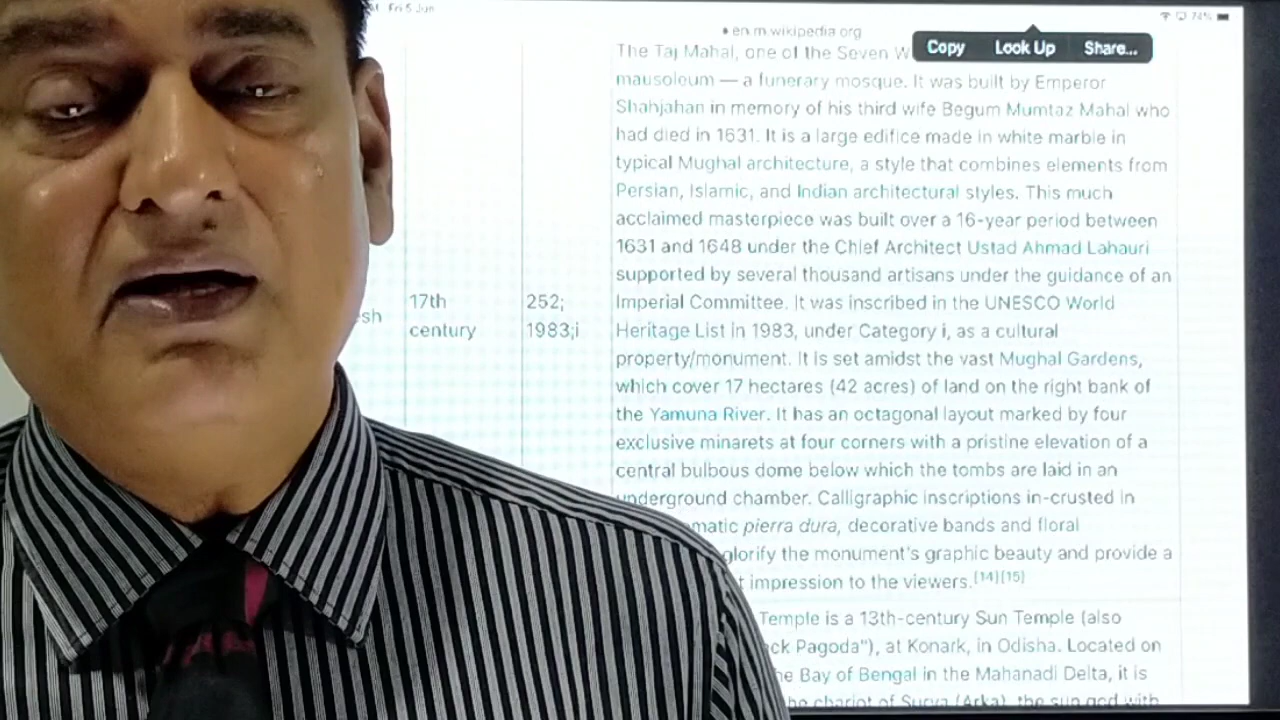 Fri 5 Jun
74%
en.m.wikipedia.org
Copy Look Up Share...
The Taj Mahal, one of the Seven W
mausoleum — a funerary mosque. It was built by Emperor
Shahjahan in memory of his third wife Begum Mumtaz Mahal who
had died in 1631. It is a large edifice made in white marble in
typical Mughal architecture, a style that combines elements from
Persian, Islamic, and Indian architectural styles. This much
acclaimed masterpiece was built over a 16-year period between
1631 and 1648 under the Chief Architect Ustad Ahmad Lahauri
supported by several thousand artisans under the guidance of an
Imperial Committee. It was inscribed in the UNESCO World
Heritage List in 1983, under Category i, as a cultural
property/monument. It is set amidst the vast Mughal Gardens,
which cover 17 hectares (42 acres) of land on the right bank of
the Yamuna River. It has an octagonal layout marked by four
exclusive minarets at four corners with a pristine elevation of a
central bulbous dome below which the tombs are laid in an
underground chamber. Calligraphic inscriptions in-crusted in
matic pierra dura, decorative bands and floral
glorify the monument's graphic beauty and provide a
t impression to the viewers.[14][15]
sh
17th
century
252;
1983;i
Temple is a 13th-century Sun Temple (also
ck Pagoda"), at Konark, in Odisha. Located on
he Bay of Bengal in the Mahanadi Delta, it is
the chariot of Surya (Arka), the sun god with